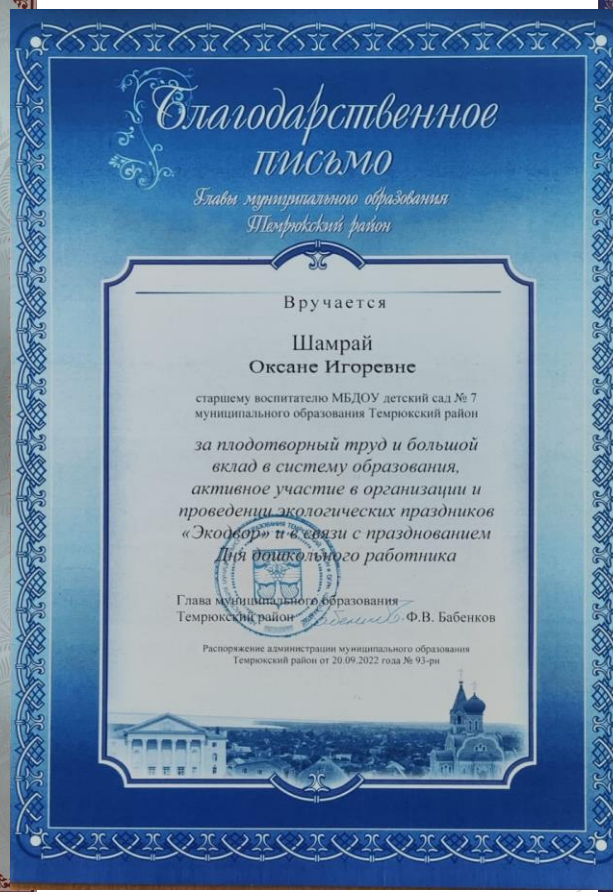 Благодарственное
письмо
Главы муниципального образования
Темрюкский район
Вручается
Шамрай
Оксане Игоревне
старшему воспитателю МБДОУ детский сад № 7
муниципального образования Темрюкский район
за плодотворный труд и большой
вклад в систему образования,
активное участие в организации и
проведении экологических праздников
«Экодвор» и в связи с празднованием
Дня дошкольного работника
Глава муниципального образования
Темрюкский район Ф.В. Бабенков
Распоряжение администрации муниципального образования
Темрюкский район от 20.09.2022 года № 93-рн